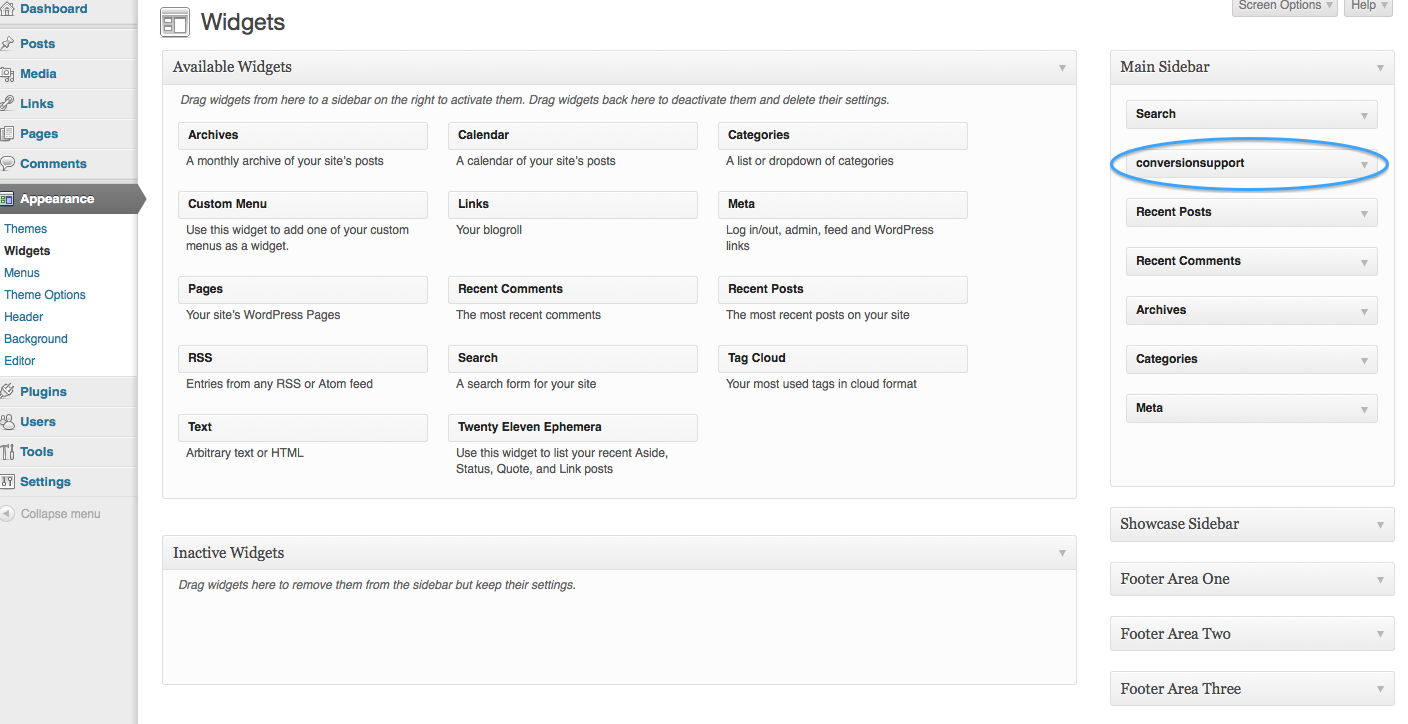 Dashboard
Posts
Media
Links
Pages
Comments
Appearance
Themes
Widgets
Menus
Theme Options
Header
Background
Editor
Plugins
Users
Tools
Settings
Collapse menu
Screen Options
Help
Widgets
Available Widgets
Drag widgets from here to a sidebar on the right to activate them. Drag widgets back here to deactivate them and delete their settings.
Archives
A monthly archive of your site's posts
Calendar
A calendar of your site's posts
Categories
A list or dropdown of categories
Custom Menu
Use this widget to add one of your custom
menus as a widget.
Links
Your blogroll
Meta
Log in/out, admin, feed and WordPress
links
Pages
Your site's WordPress Pages
Recent Comments
The most recent comments
Recent Posts
The most recent posts on your site
RSS
Entries from any RSS or Atom feed
Search
A search form for your site
Tag Cloud
Your most used tags in cloud format
Text
Arbitrary text or HTML
Twenty Eleven Ephemera
Use this widget to list your recent Aside,
Status, Quote, and Link posts
Inactive Widgets
Drag widgets here to remove them from the sidebar but keep their settings.
Main Sidebar
Search
conversionsupport
Recent Posts
Recent Comments
Archives
Categories
Meta
Showcase Sidebar
Footer Area One
Footer Area Two
Footer Area Three